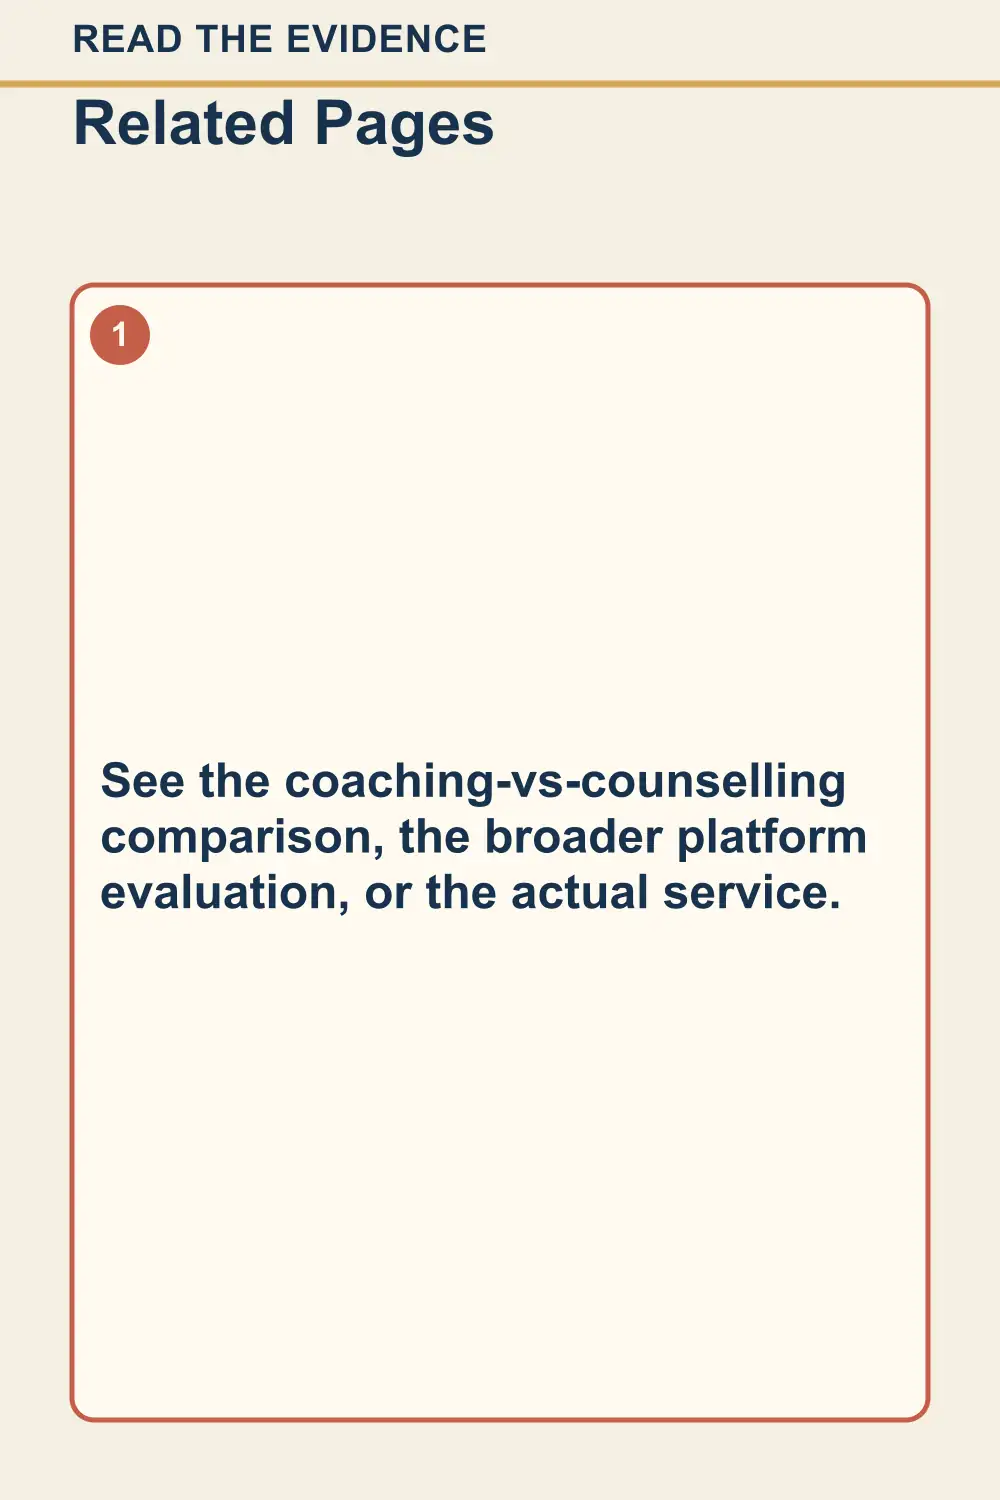 READ THE EVIDENCE
Related Pages
1
See the coaching-vs-counselling
comparison, the broader platform
evaluation, or the actual service.